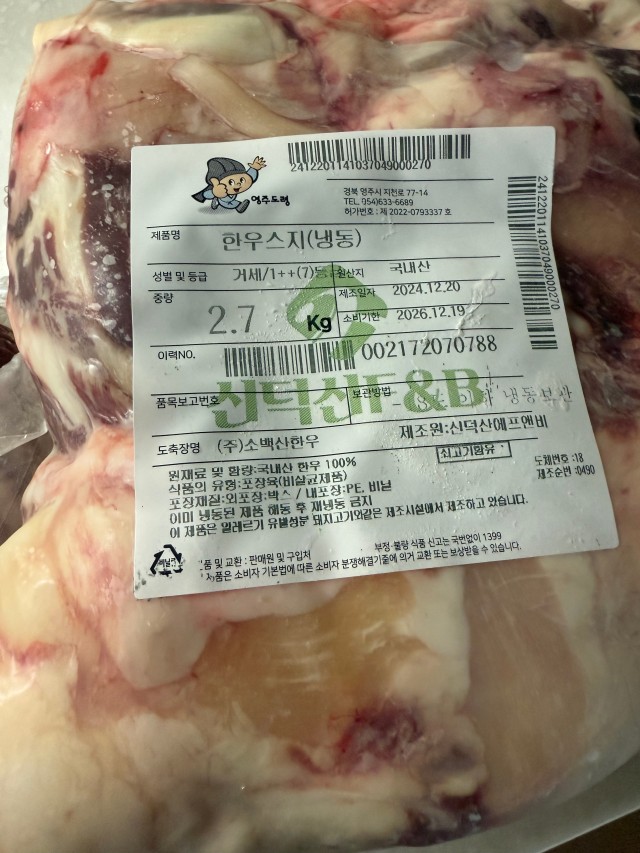 2412201141037049000270
2412201141037049000270
영주도령
경북 영주시 지천로 77-14
TEL. 954)633-6689
허가번호 : 제 2022-0793337 호
제품명 한우스지(냉동)
성별 및 등급 거세/1++(7)등 원산지 국내산
중량 2.7 Kg
제조일자 2024.12.20
소비기한 2026.12.19
이력NO. 002172070788
신덕산F&B
품목보고번호 보관방법 냉동보관
도축장명 (주)소백산한우 제조원:신덕산에프앤비
원재료 및 함량:국내산 한우 100% 쇠고기함유
식품의 유형:포장육(비살균제품) 도체번호 :18
포장재질:외포장:박스 / 내포장:PE, 비닐 제조순번 :0490
이미 냉동된 제품 해동 후 재냉동 금지
이 제품은 알레르기 유발성분 돼지고기와같은 제조시설에서 제조하고 있습니다.
부정·불량 식품 신고는 국번없이 1399
품 및 교환 : 판매원 및 구입처
품은 소비자 기본법에 따른 소비자 분쟁해결기준에 의거 교환 또는 보상받을 수 있습니다.